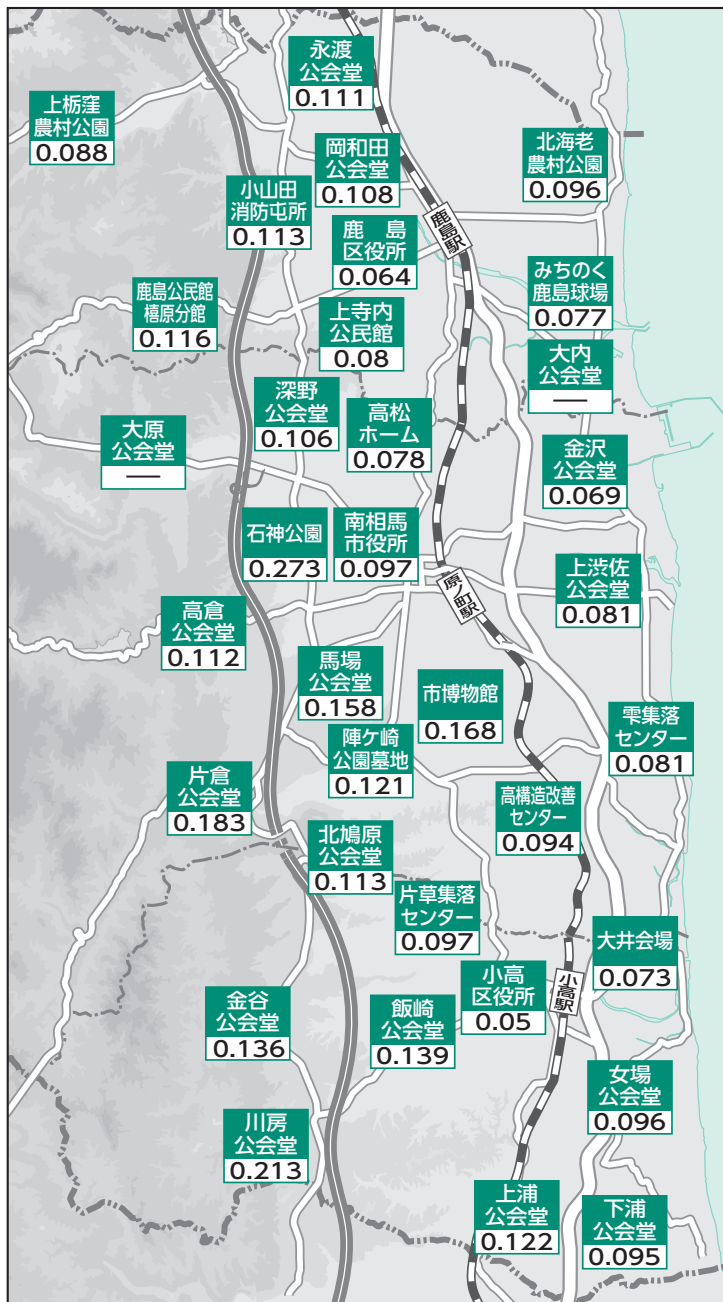 永渡
公会堂
0.111
上栃窪
農村公園
0.088
岡和田
公会堂
0.108
北海老
農村公園
0.096
小山田
消防屯所
0.113
鹿島
区役所
0.064
鹿島駅
みちのく
鹿島球場
0.077
鹿島公民館
橲原分館
0.116
上寺内
公民館
0.08
大内
公会堂
—
深野
公会堂
0.106
高松
ホーム
0.078
大原
公会堂
—
金沢
公会堂
0.069
石神公園
0.273
南相馬
市役所
0.097
原ノ町駅
上渋佐
公会堂
0.081
高倉
公会堂
0.112
馬場
公会堂
0.158
市博物館
0.168
雫集落
センター
0.081
陣ケ崎
公園墓地
0.121
片倉
公会堂
0.183
高構造改善
センター
0.094
北鳩原
公会堂
0.113
片草集落
センター
0.097
大井会場
0.073
小高
区役所
0.05
小高駅
金谷
公会堂
0.136
飯崎
公会堂
0.139
女場
公会堂
0.096
川房
公会堂
0.213
上浦
公会堂
0.122
下浦
公会堂
0.095